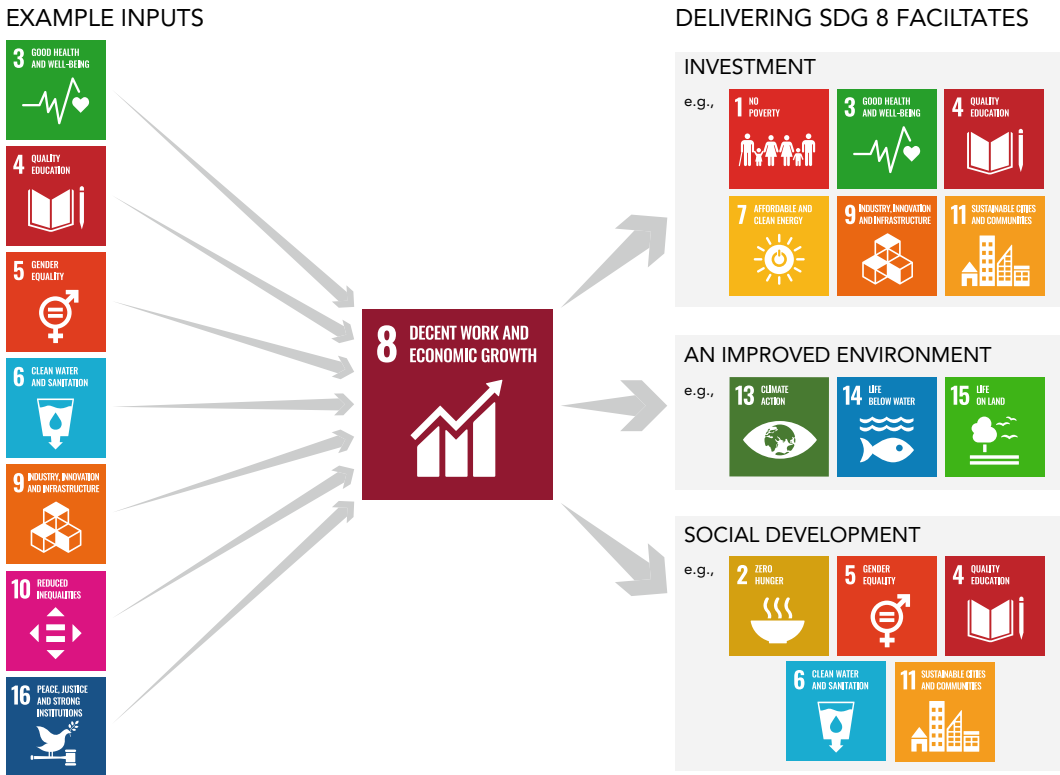 EXAMPLE INPUTS
3 GOOD HEALTH
AND WELL-BEING
4 QUALITY
EDUCATION
5 GENDER
EQUALITY
6 CLEAN WATER
AND SANITATION
9 INDUSTRY, INNOVATION
AND INFRASTRUCTURE
10 REDUCED
INEQUALITIES
16 PEACE, JUSTICE
AND STRONG
INSTITUTIONS
8 DECENT WORK AND
ECONOMIC GROWTH
DELIVERING SDG 8 FACILTATES
INVESTMENT
e.g.,
1 NO
POVERTY
3 GOOD HEALTH
AND WELL-BEING
4 QUALITY
EDUCATION
7 AFFORDABLE AND
CLEAN ENERGY
9 INDUSTRY, INNOVATION
AND INFRASTRUCTURE
11 SUSTAINABLE CITIES
AND COMMUNITIES
AN IMPROVED ENVIRONMENT
e.g.,
13 CLIMATE
ACTION
14 LIFE
BELOW WATER
15 LIFE
ON LAND
SOCIAL DEVELOPMENT
e.g.,
2 ZERO
HUNGER
5 GENDER
EQUALITY
4 QUALITY
EDUCATION
6 CLEAN WATER
AND SANITATION
11 SUSTAINABLE CITIES
AND COMMUNITIES